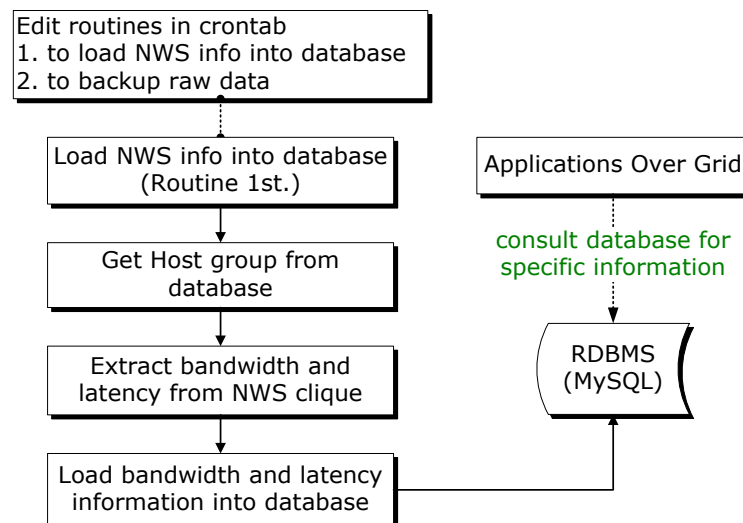 Edit routines in crontab
1. to load NWS info into database
2. to backup raw data
Load NWS info into database
(Routine 1st.)
Get Host group from
database
Extract bandwidth and
latency from NWS clique
Load bandwidth and latency
information into database
Applications Over Grid
consult database for
specific information
RDBMS
(MySQL)